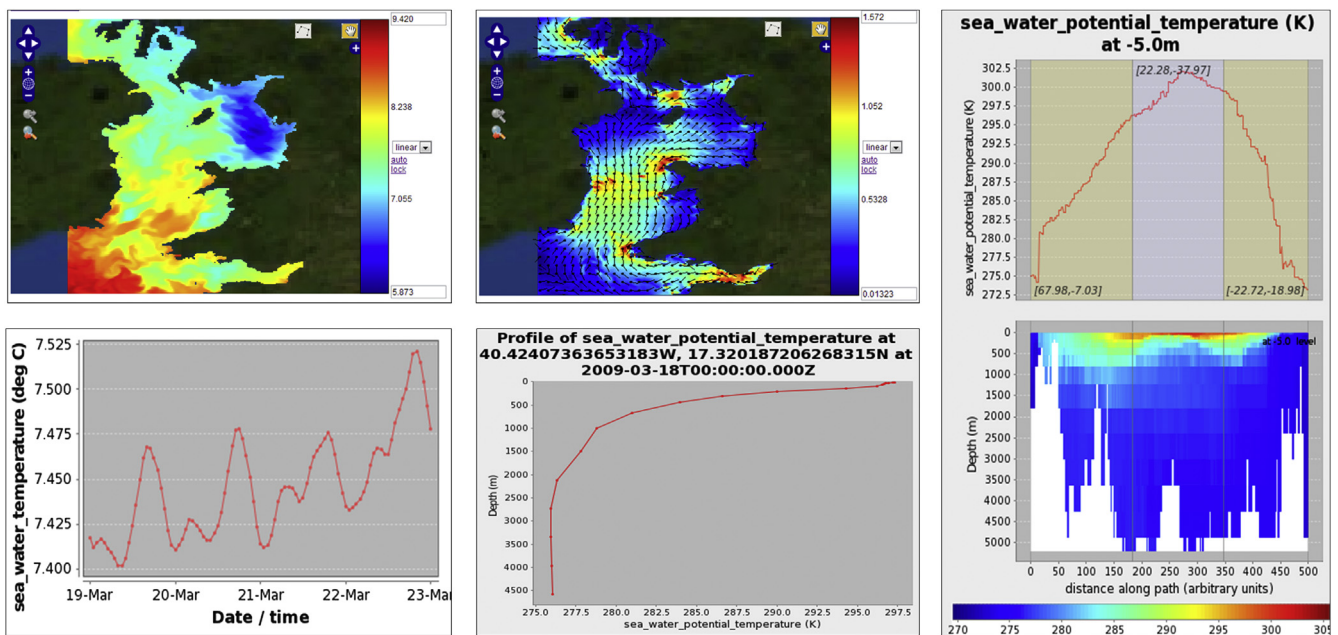 9.420
+
+
−
8.238
linear
auto
lock
7.055
5.873
1.572
+
+
−
1.052
linear
auto
lock
0.5328
0.01323
sea_water_potential_temperature (K)
at -5.0m
sea_water_potential_temperature (K)
302.5
300.0
297.5
295.0
292.5
290.0
287.5
285.0
282.5
280.0
277.5
275.0
272.5
[22.28,-37.97]
[67.98,-7.03]
[-22.72,-18.98]
sea_water_temperature (deg C)
7.525
7.500
7.475
7.450
7.425
7.400
19-Mar 20-Mar 21-Mar 22-Mar 23-Mar
Date / time
Profile of sea_water_potential_temperature at
40.42407363653183W, 17.320187206268315N at
2009-03-18T00:00:00.000Z
Depth (m)
0
500
1000
1500
2000
2500
3000
3500
4000
4500
275.0 277.5 280.0 282.5 285.0 287.5 290.0 292.5 295.0 297.5
sea_water_potential_temperature (K)
Depth (m)
0
500
1000
1500
2000
2500
3000
3500
4000
4500
5000
at -5.0 level
0 50 100 150 200 250 300 350 400 450 500
distance along path (arbitrary units)
270 275 280 285 290 295 300 305